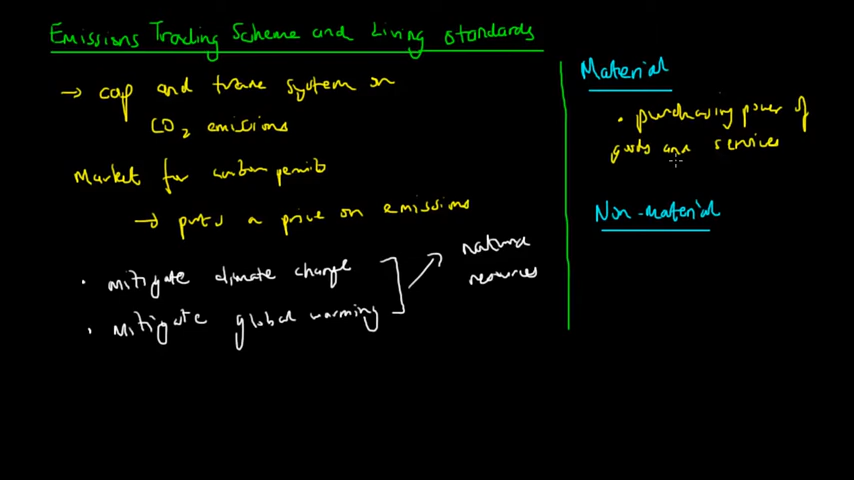 Emissions Trading Scheme and Living standards
→ cap and trade system on
CO2 emissions
Market for carbon permits
→ puts a price on emissions
• mitigate climate change
• mitigate global warming
natural
resources
Material
• purchasing power of
goods and services
Non-material